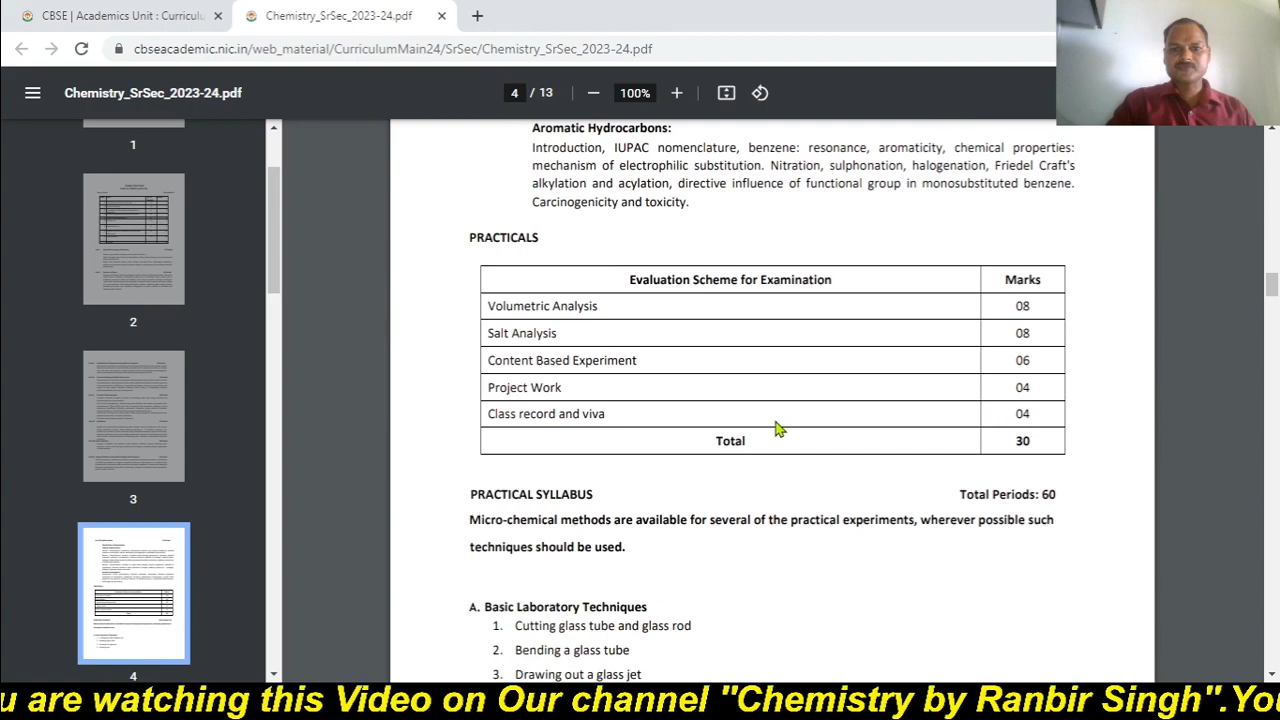 CBSE | Academics Unit : Curricul
Chemistry_SrSec_2023-24.pdf
cbseacademic.nic.in/web_material/CurriculumMain24/SrSec/Chemistry_SrSec_2023-24.pdf
Chemistry_SrSec_2023-24.pdf
4 / 13
100%
1
2
3
4
Aromatic Hydrocarbons:
Introduction, IUPAC nomenclature, benzene: resonance, aromaticity, chemical properties:
mechanism of electrophilic substitution. Nitration, sulphonation, halogenation, Friedel Craft's
alkylation and acylation, directive influence of functional group in monosubstituted benzene.
Carcinogenicity and toxicity.
PRACTICALS
Evaluation Scheme for Examination Marks
Volumetric Analysis 08
Salt Analysis 08
Content Based Experiment 06
Project Work 04
Class record and viva 04
Total 30
PRACTICAL SYLLABUS Total Periods: 60
Micro-chemical methods are available for several of the practical experiments, wherever possible such
techniques should be used.
A. Basic Laboratory Techniques
1. Cutting glass tube and glass rod
2. Bending a glass tube
3. Drawing out a glass jet
u are watching this Video on Our channel "Chemistry by Ranbir Singh".You